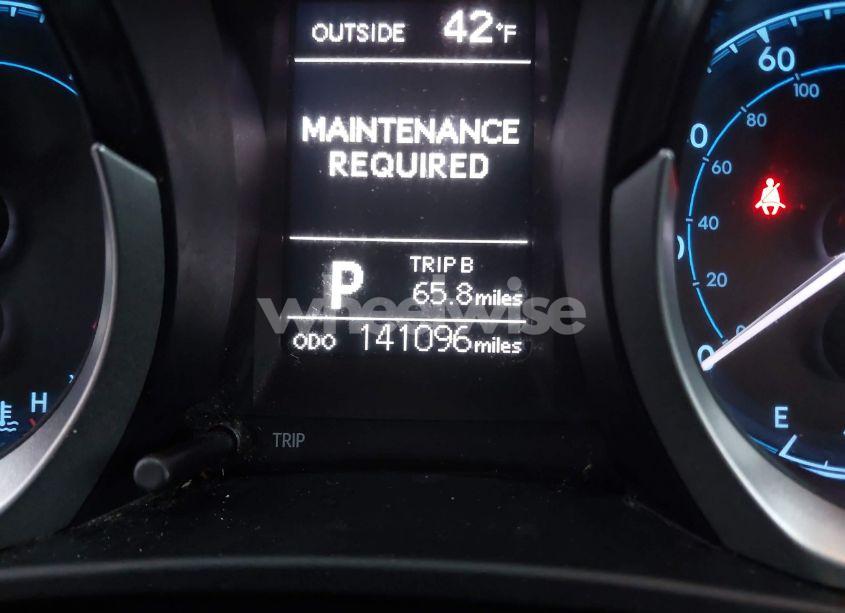 OUTSIDE 42°F
MAINTENANCE
REQUIRED
P
TRIP B
65.8 miles
ODO 141096 miles
wheelwise
TRIP
H
60
100
80
60
40
20
0
0
E